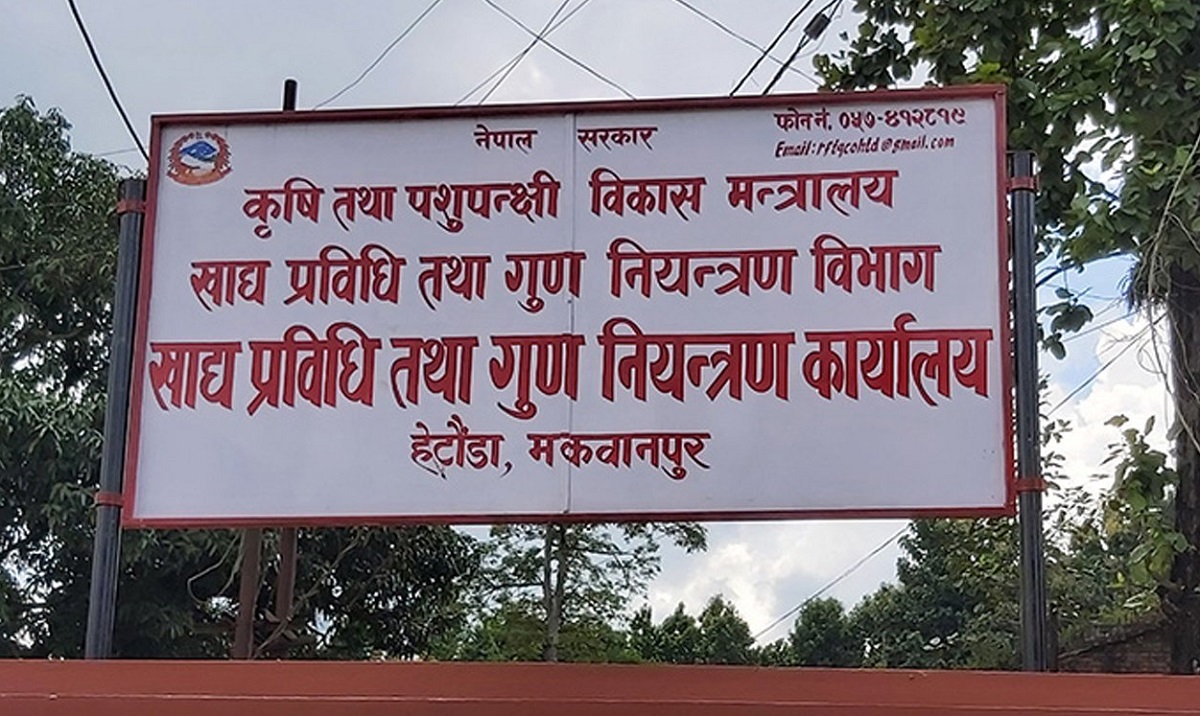 नेपाल सरकार
फोन नं. ०५७-४१२८१९
Email:rftqcohtd@gmail.com
कृषि तथा पशुपन्क्षी विकास मन्त्रालय
खाद्य प्रविधि तथा गुण नियन्त्रण विभाग
खाद्य प्रविधि तथा गुण नियन्त्रण कार्यालय
हेटौंडा, मकवानपुर